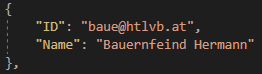 {
"ID": "baue@htlvb.at",
"Name": "Bauernfeind Hermann"
},